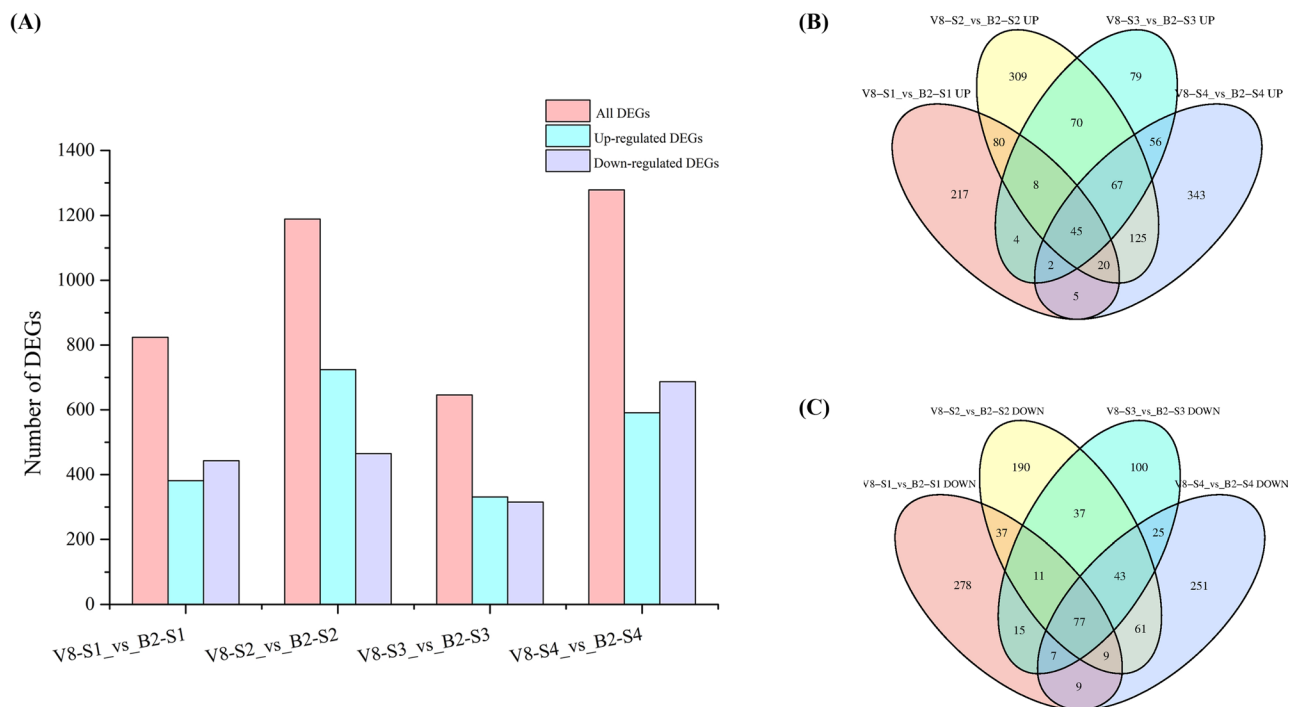 (A)
All DEGs
Up-regulated DEGs
Down-regulated DEGs
1400
1200
1000
800
600
400
200
0
Number of DEGs
V8-S1_vs_B2-S1
V8-S2_vs_B2-S2
V8-S3_vs_B2-S3
V8-S4_vs_B2-S4
(B)
V8−S2_vs_B2−S2 UP
V8−S3_vs_B2−S3 UP
V8−S1_vs_B2−S1 UP
V8−S4_vs_B2−S4 UP
309
79
70
80
56
8
67
217
343
45
4
125
2
20
5
(C)
V8−S2_vs_B2−S2 DOWN
V8−S3_vs_B2−S3 DOWN
V8−S1_vs_B2−S1 DOWN
V8−S4_vs_B2−S4 DOWN
190
100
37
37
25
11
43
278
251
77
15
61
7
9
9